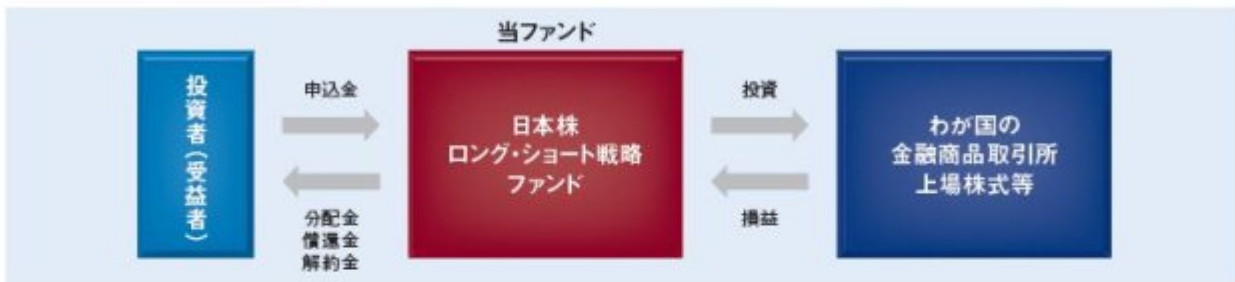 当ファンド
投資者(受益者)
申込金
分配金
償還金
解約金
日本株
ロング・ショート戦略
ファンド
投資
損益
わが国の
金融商品取引所
上場株式等